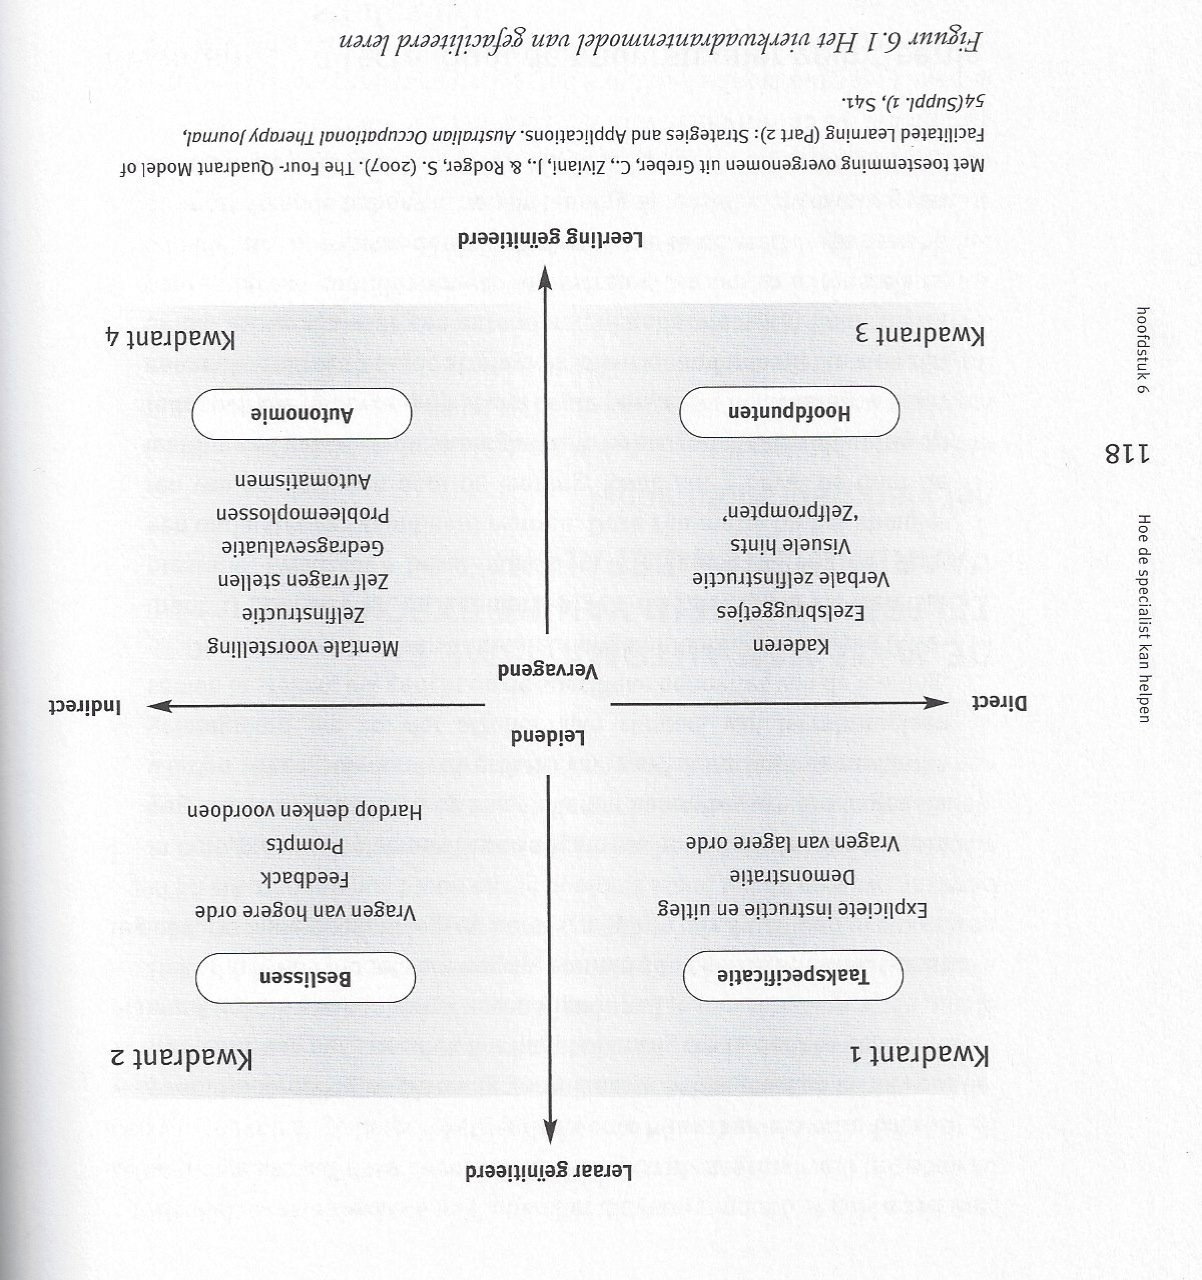 hoofdstuk 6
118
Hoe de specialist kan helpen
Leraar geïnitieerd
Kwadrant 1
Taakspecificatie
Expliciete instructie en uitleg
Demonstratie
Vragen van lagere orde
Kwadrant 2
Beslissen
Vragen van hogere orde
Feedback
Prompts
Hardop denken voordoen
Leidend
Direct
Indirect
Vervagend
Kaderen
Ezelsbruggetjes
Verbale zelfinstructie
Visuele hints
‘Zelfprompten’
Hoofdpunten
Kwadrant 3
Mentale voorstelling
Zelfinstructie
Zelf vragen stellen
Gedragsevaluatie
Probleemoplossen
Automatismen
Autonomie
Kwadrant 4
Leerling geïnitieerd
Met toestemming overgenomen uit Greber, C., Ziviani, J., & Rodger, S. (2007). The Four- Quadrant Model of
Facilitated Learning (Part 2): Strategies and Applications. Australian Occupational Therapy Journal,
54(Suppl. 1), S41.
Figuur 6.1 Het vierkwadrantenmodel van gefaciliteerd leren